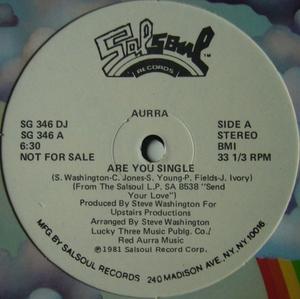 Salsoul
RECORDS
TM
AURRA
SG 346 DJ
SG 346 A
6:30
NOT FOR SALE
SIDE A
STEREO
BMI
33 1/3 RPM
ARE YOU SINGLE
(S. Washington-C. Jones-S. Young-P. Fields-J. Ivory)
(From The Salsoul L.P. SA 8538 "Send
Your Love")
Produced by Steve Washington For
Upstairs Productions
Arranged by Steve Washington
Lucky Three Music Publg. Co./
Red Aurra Music
©1981 Salsoul Record Corp.
MFG BY SALSOUL RECORDS 240 MADISON AVE, NY, NY 10016